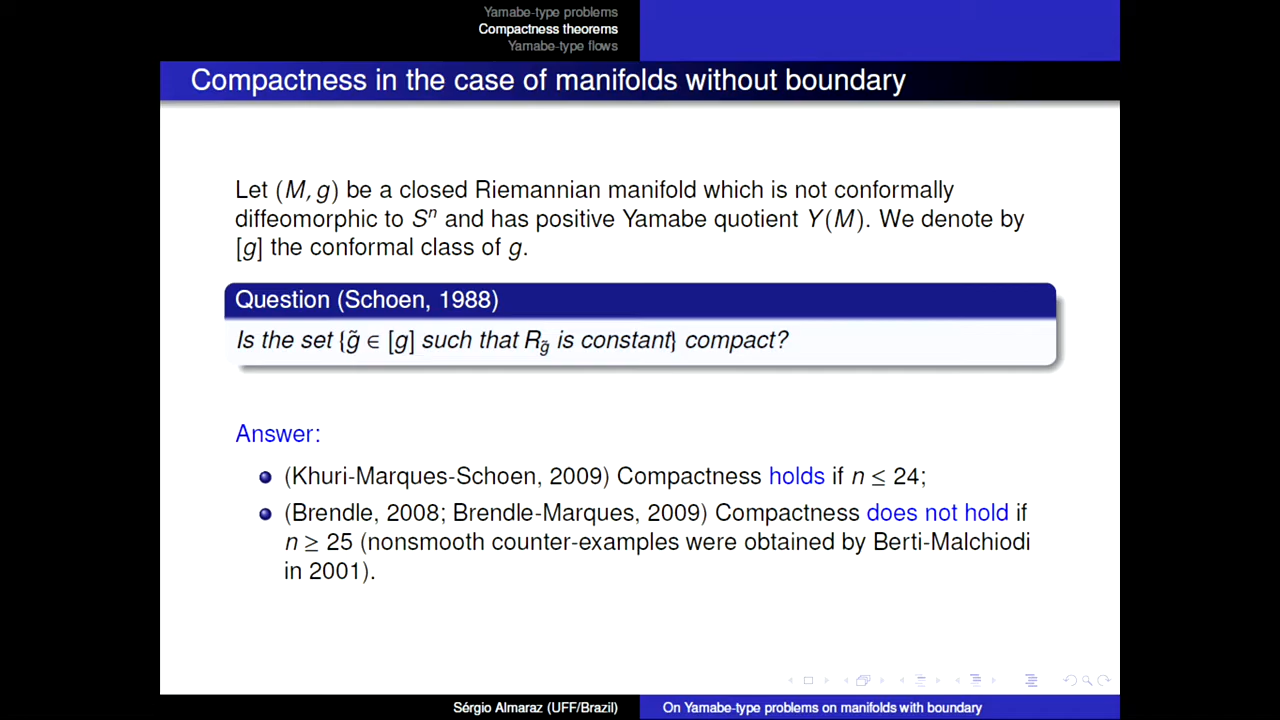 Yamabe-type problems
Compactness theorems
Yamabe-type flows
Compactness in the case of manifolds without boundary
Let (M, g) be a closed Riemannian manifold which is not conformally
diffeomorphic to Sⁿ and has positive Yamabe quotient Y(M). We denote by
[g] the conformal class of g.
Question (Schoen, 1988)
Is the set {g̃ ∈ [g] such that R_g̃ is constant} compact?
Answer:
(Khuri-Marques-Schoen, 2009) Compactness holds if n ≤ 24;
(Brendle, 2008; Brendle-Marques, 2009) Compactness does not hold if
n ≥ 25 (nonsmooth counter-examples were obtained by Berti-Malchiodi
in 2001).
Sérgio Almaraz (UFF/Brazil)
On Yamabe-type problems on manifolds with boundary